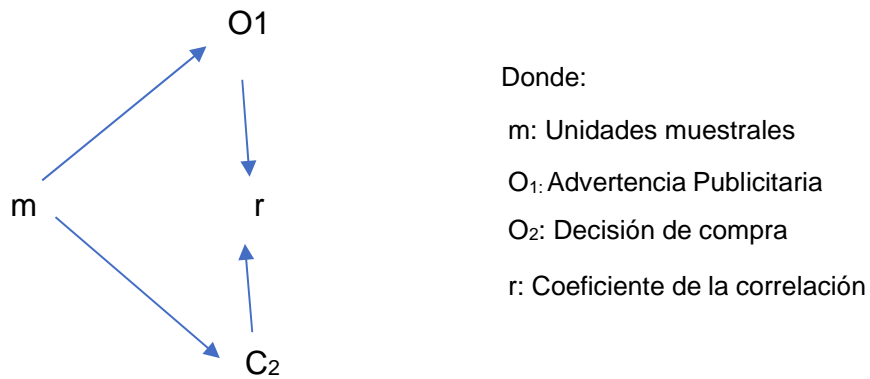 O1
m
r
C₂
Donde:
m: Unidades muestrales
O₁: Advertencia Publicitaria
O₂: Decisión de compra
r: Coeficiente de la correlación